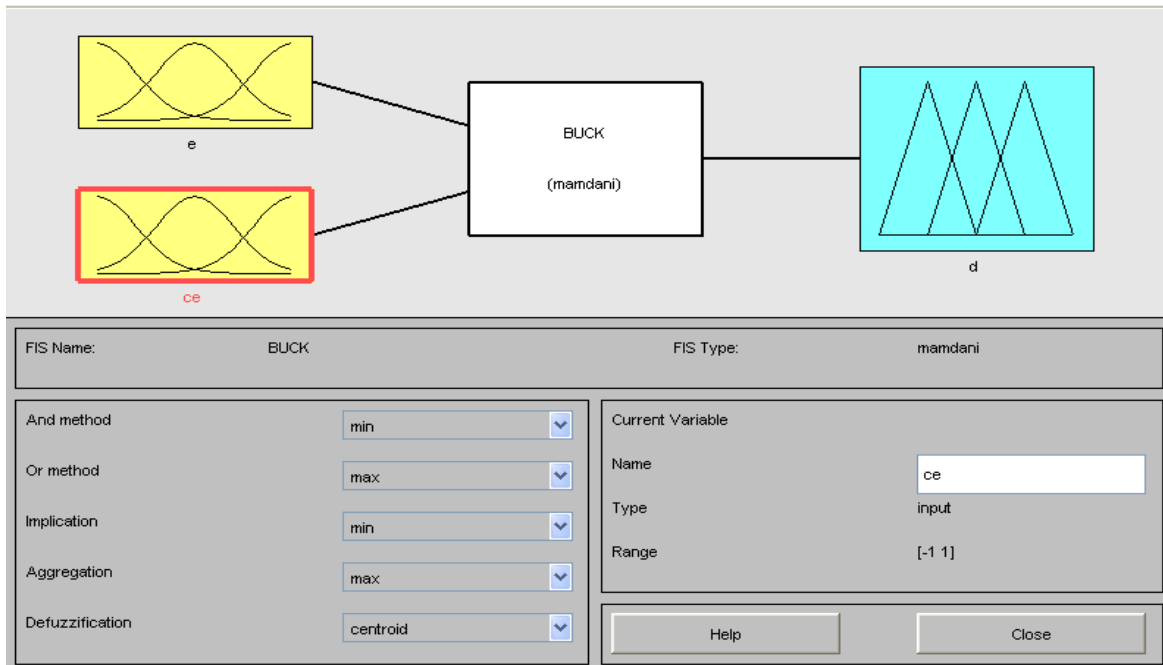 e
BUCK
(mamdani)
ce
d
FIS Name: BUCK FIS Type: mamdani
And method min
Or method max
Implication min
Aggregation max
Defuzzification centroid
Current Variable
Name ce
Type input
Range [-1 1]
Help Close